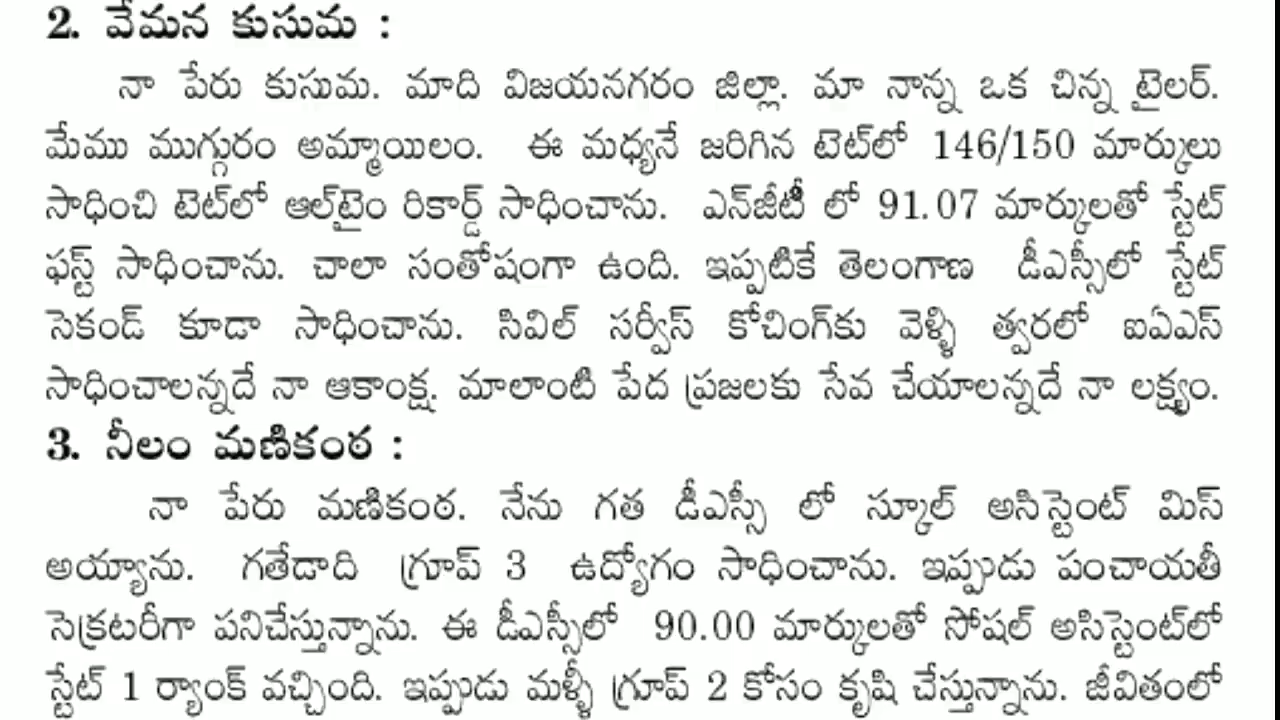 2. వేమన కుసుమ :
నా పేరు కుసుమ. మాది విజయనగరం జిల్లా. మా నాన్న ఒక చిన్న టైలర్.
మేము ముగ్గురం అమ్మాయిలం. ఈ మధ్యనే జరిగిన టెట్‌లో 146/150 మార్కులు
సాధించి టెట్‌లో ఆల్‌టైం రికార్డ్ సాధించాను. ఎన్‌జీటీ లో 91.07 మార్కులతో స్టేట్
ఫస్ట్ సాధించాను. చాలా సంతోషంగా ఉంది. ఇప్పటికే తెలంగాణ డీఎస్సీలో స్టేట్
సెకండ్ కూడా సాధించాను. సివిల్ సర్వీస్ కోచింగ్‌కు వెళ్ళి త్వరలో ఐఏఎస్
సాధించాలన్నదే నా ఆకాంక్ష. మాలాంటి పేద ప్రజలకు సేవ చేయాలన్నదే నా లక్ష్యం.
3. నీలం మణికంఠ :
నా పేరు మణికంఠ. నేను గత డీఎస్సీ లో స్కూల్ అసిస్టెంట్ మిస్
అయ్యాను. గతేడాది గ్రూప్ 3 ఉద్యోగం సాధించాను. ఇప్పుడు పంచాయతీ
సెక్రటరీగా పనిచేస్తున్నాను. ఈ డీఎస్సీలో 90.00 మార్కులతో సోషల్ అసిస్టెంట్‌లో
స్టేట్ 1 ర్యాంక్ వచ్చింది. ఇప్పుడు మళ్ళీ గ్రూప్ 2 కోసం కృషి చేస్తున్నాను. జీవితంలో